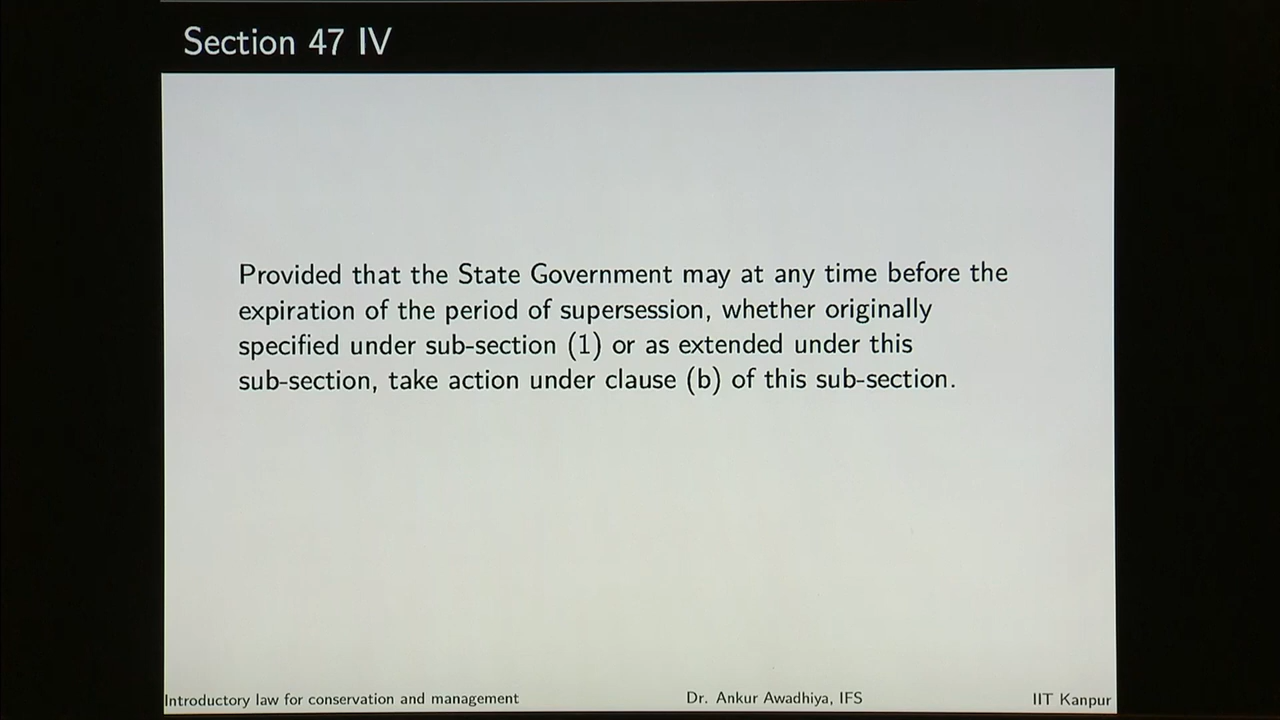 Section 47 IV
Provided that the State Government may at any time before the
expiration of the period of supersession, whether originally
specified under sub-section (1) or as extended under this
sub-section, take action under clause (b) of this sub-section.
Introductory law for conservation and management Dr. Ankur Awadhiya, IFS IIT Kanpur